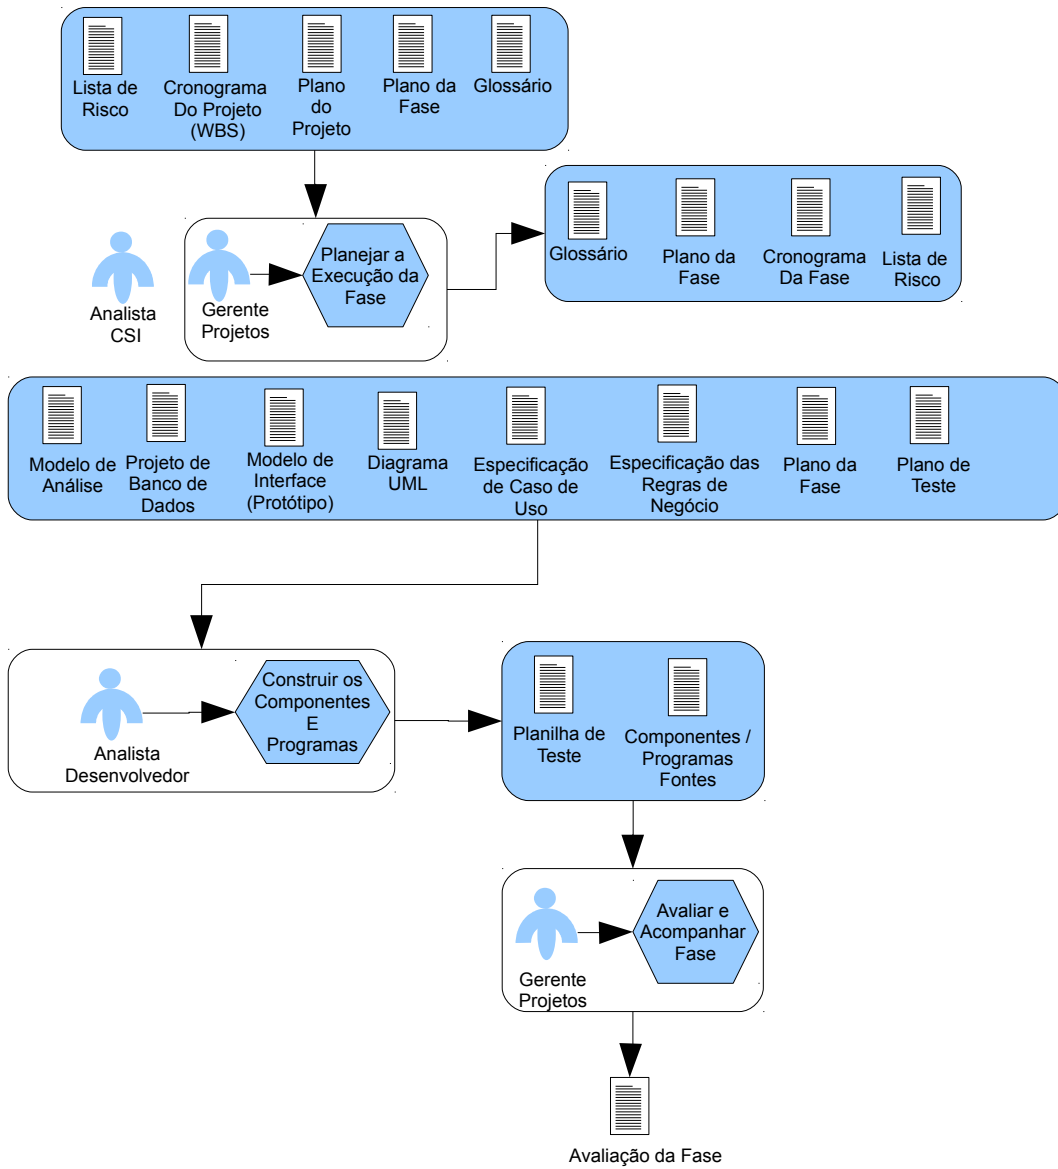 Lista de
Risco
Cronograma
Do Projeto
(WBS)
Plano
do
Projeto
Plano da
Fase
Glossário
Glossário
Plano da
Fase
Cronograma
Da Fase
Lista de
Risco
Analista
CSI
Gerente
Projetos
Planejar a
Execução da
Fase
Modelo de
Análise
Projeto de
Banco de
Dados
Modelo de
Interface
(Protótipo)
Diagrama
UML
Especificação
de Caso de
Uso
Especificação das
Regras de
Negócio
Plano da
Fase
Plano de
Teste
Analista
Desenvolvedor
Construir os
Componentes
E
Programas
Planilha de
Teste
Componentes /
Programas
Fontes
Gerente
Projetos
Avaliar e
Acompanhar
Fase
Avaliação da Fase